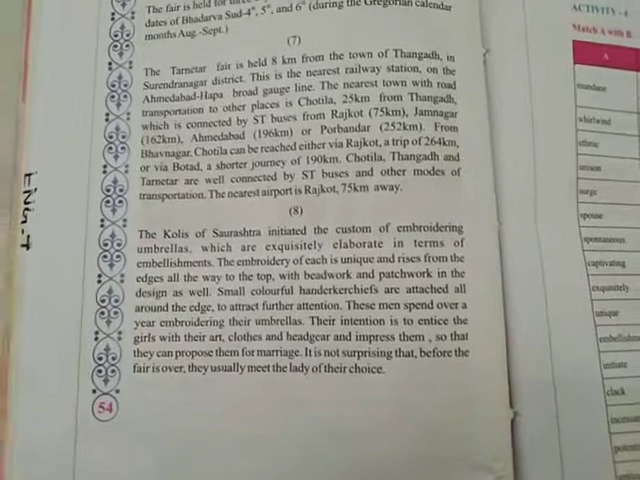 The fair is held for three
dates of Bhadarva Sud-4º, 5º, and 6º (during the Gregorian calendar
months Aug.-Sept.)
(7)
The Tarnetar fair is held 8 km from the town of Thangadh, in
Surendranagar district. This is the nearest railway station, on the
Ahmedabad-Hapa broad gauge line. The nearest town with road
transportation to other places is Chotila, 25km from Thangadh,
which is connected by ST buses from Rajkot (75km), Jamnagar
(162km), Ahmedabad (196km) or Porbandar (252km). From
Bhavnagar, Chotila can be reached either via Rajkot, a trip of 264km,
or via Botad, a shorter journey of 190km. Chotila, Thangadh and
Tarnetar are well connected by ST buses and other modes of
transportation. The nearest airport is Rajkot, 75km away.
(8)
The Kolis of Saurashtra initiated the custom of embroidering
umbrellas, which are exquisitely elaborate in terms of
embellishments. The embroidery of each is unique and rises from the
edges all the way to the top, with beadwork and patchwork in the
design as well. Small colourful handerkerchiefs are attached all
around the edge, to attract further attention. These men spend over a
year embroidering their umbrellas. Their intention is to entice the
girls with their art, clothes and headgear and impress them , so that
they can propose them for marriage. It is not surprising that, before the
fair is over, they usually meet the lady of their choice.
54
ENG.T
ACTIVITY - 4
Match A with B
A
mundane
whirlwind
ethnic
unison
surge
spouse
spontaneous
captivating
exquisitely
unique
embellishm
initiate
cloak
incessan
potent